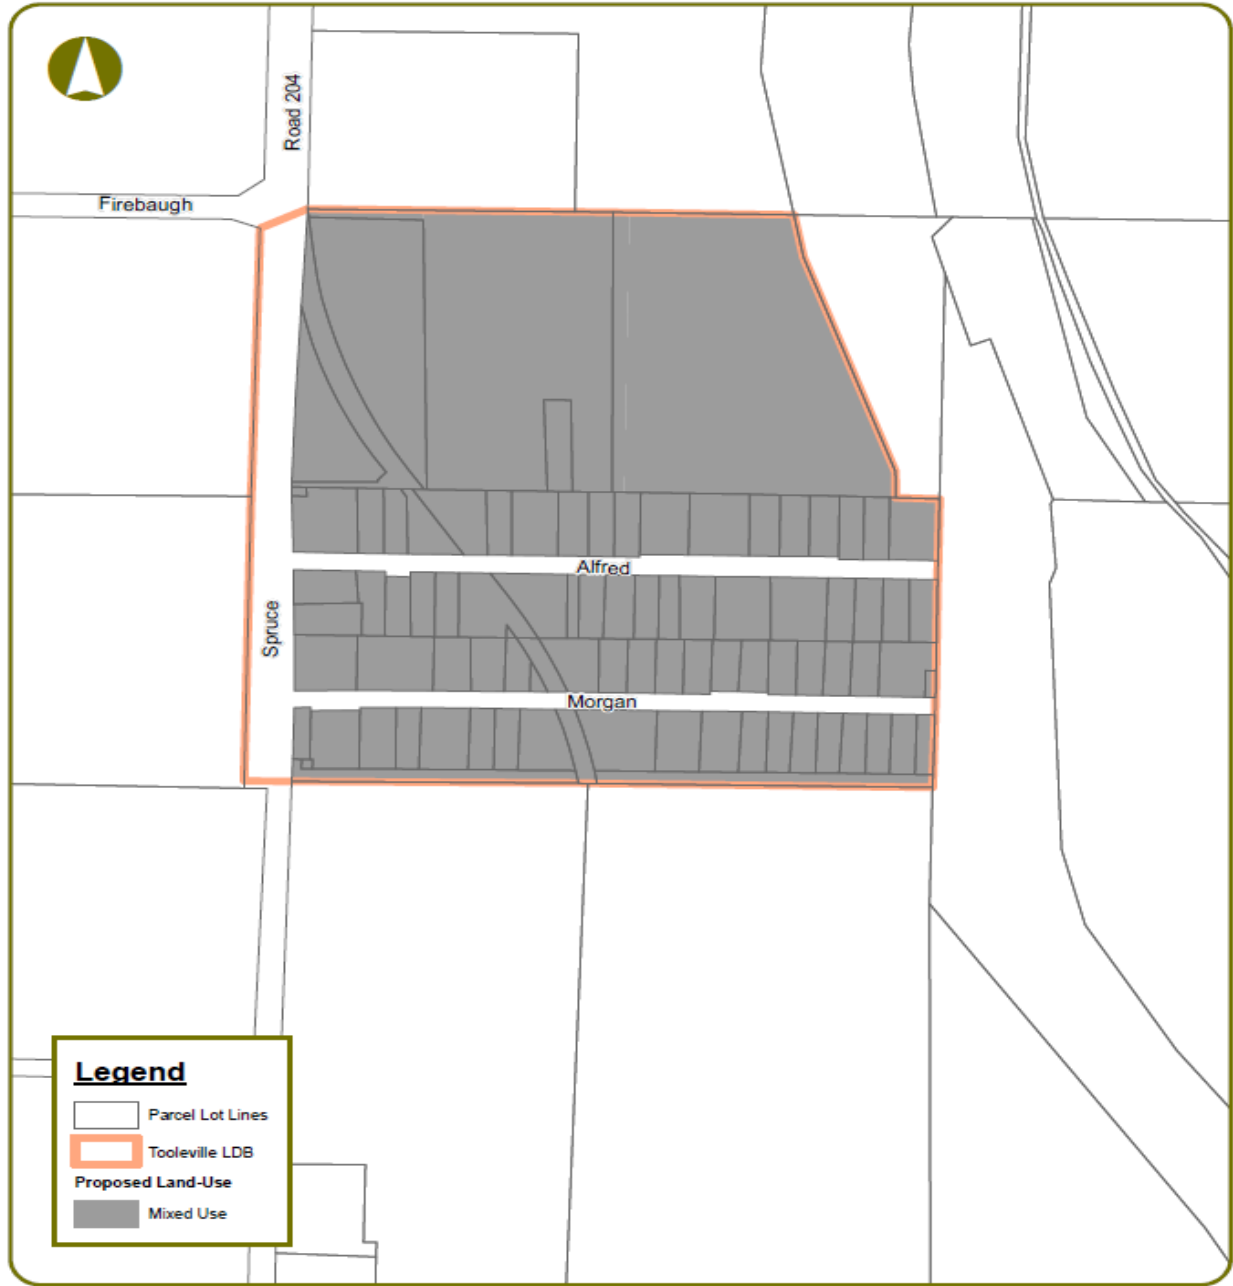 Road 204
Firebaugh
Alfred
Spruce
Morgan
Legend
Parcel Lot Lines
Tooleville LDB
Proposed Land-Use
Mixed Use